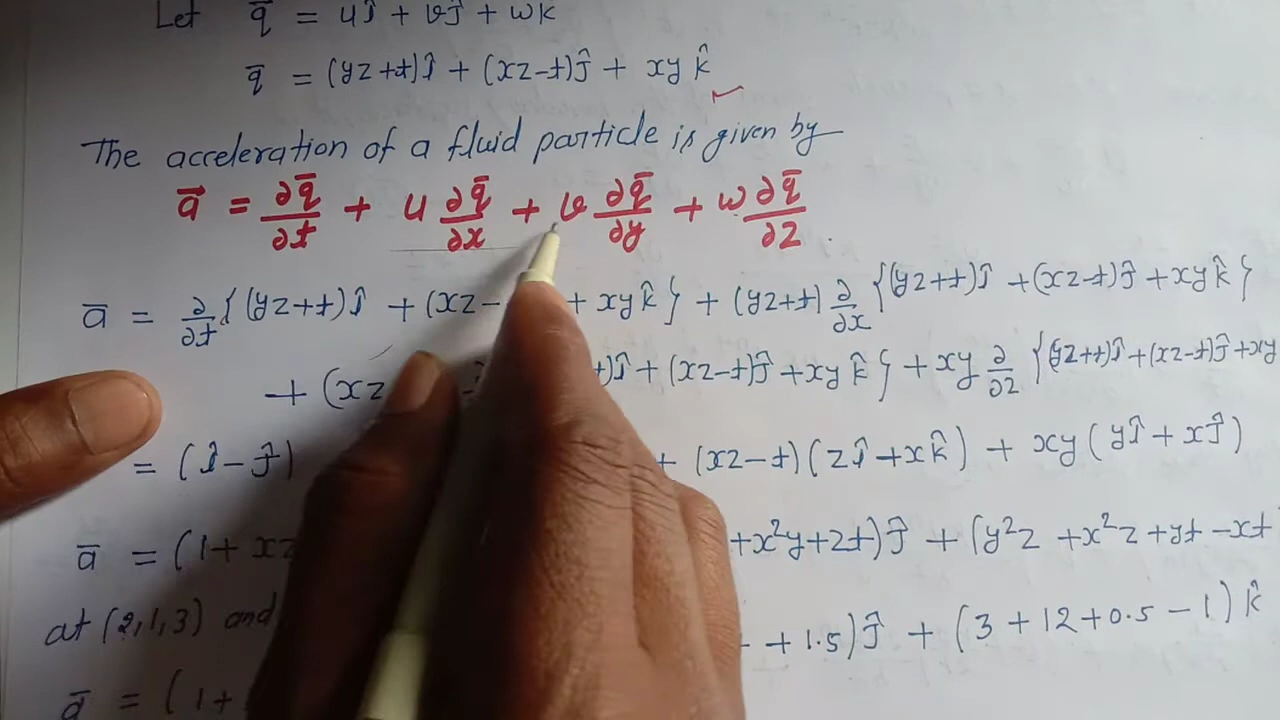 Let q̄ = uî + vĵ + wk
q̄ = (yz+t)î + (xz-t)ĵ + xy k̂
The acceleration of a fluid particle is given by
a⃗ = ∂q̄/∂t + u ∂q̄/∂x + v ∂q̄/∂y + w ∂q̄/∂z
ā = ∂/∂t {(yz+t)î + (xz- + xy k̂} + (yz+t) ∂/∂x {(yz+t)î + (xz-t)ĵ + xy k̂}
+ (xz +t)î + (xz-t)ĵ + xy k̂} + xy ∂/∂z {(yz+t)î + (xz-t)ĵ + xy
= (î - ĵ) + (xz-t)(zî + xk̂) + xy(yî + xĵ)
ā = (1 + xz +x²y+zt)ĵ + (y²z + x²z + yt - xt
at (2,1,3) and - + 1.5)ĵ + (3 + 12 + 0.5 - 1)k̂
ā = (1+